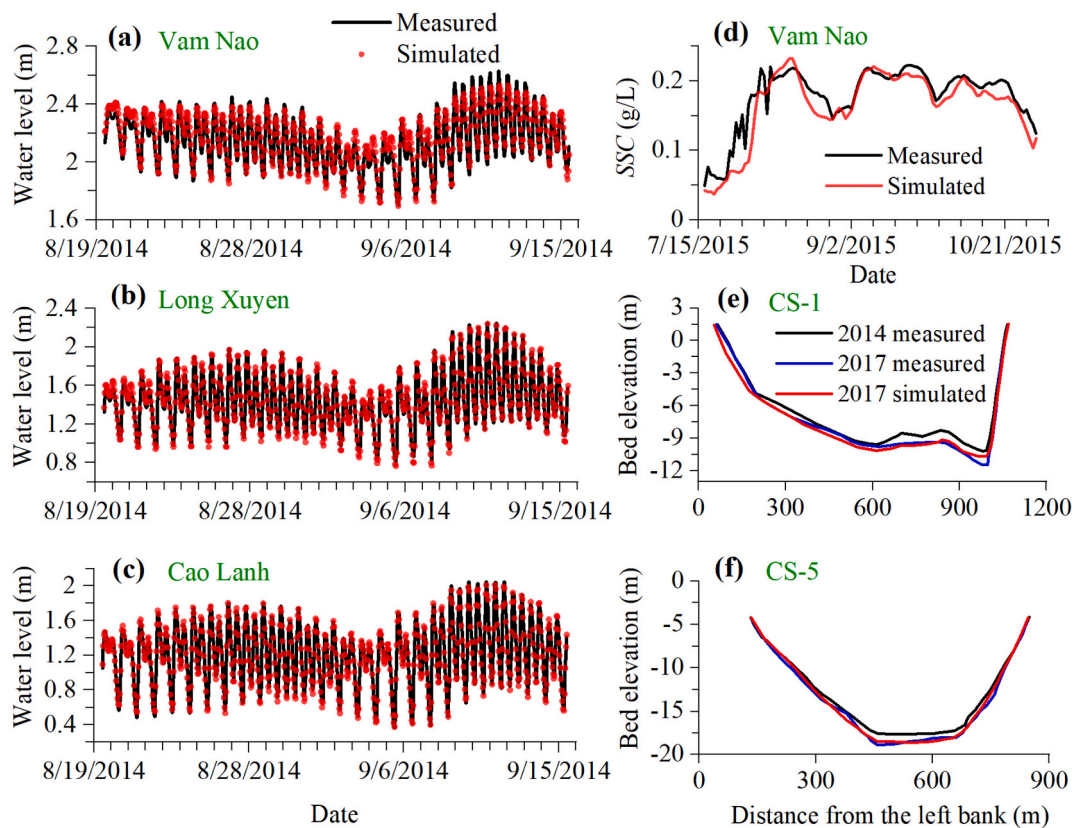 (a) Vam Nao
Measured
Simulated
Water level (m)
2.8
2.4
2
1.6
8/19/2014 8/28/2014 9/6/2014 9/15/2014
(b) Long Xuyen
Water level (m)
2.4
2
1.6
1.2
0.8
8/19/2014 8/28/2014 9/6/2014 9/15/2014
(c) Cao Lanh
Water level (m)
2
1.6
1.2
0.8
0.4
8/19/2014 8/28/2014 9/6/2014 9/15/2014
Date
(d) Vam Nao
SSC (g/L)
0.2
0.1
0
Measured
Simulated
7/15/2015 9/2/2015 10/21/2015
Date
(e) CS-1
Bed elevation (m)
3
0
-3
-6
-9
-12
2014 measured
2017 measured
2017 simulated
0 300 600 900 1200
(f) CS-5
Bed elevation (m)
0
-5
-10
-15
-20
0 300 600 900
Distance from the left bank (m)